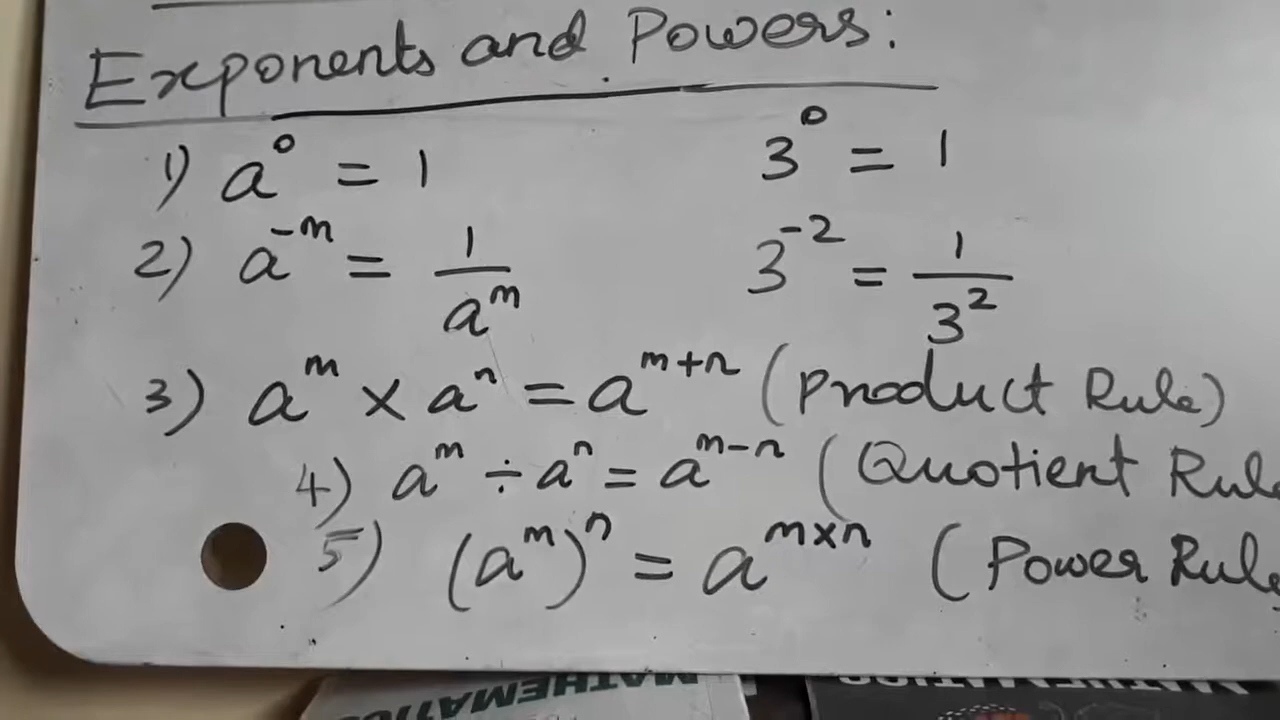 Exponents and Powers:
1) a⁰ = 1    3⁰ = 1
2) a⁻ᵐ = 1/aᵐ    3⁻² = 1/3²
3) aᵐ × aⁿ = aᵐ⁺ⁿ (Product Rule)
4) aᵐ ÷ aⁿ = aᵐ⁻ⁿ (Quotient Rul
5) (aᵐ)ⁿ = aᵐˣⁿ (Power Rule
MATHEMATICS